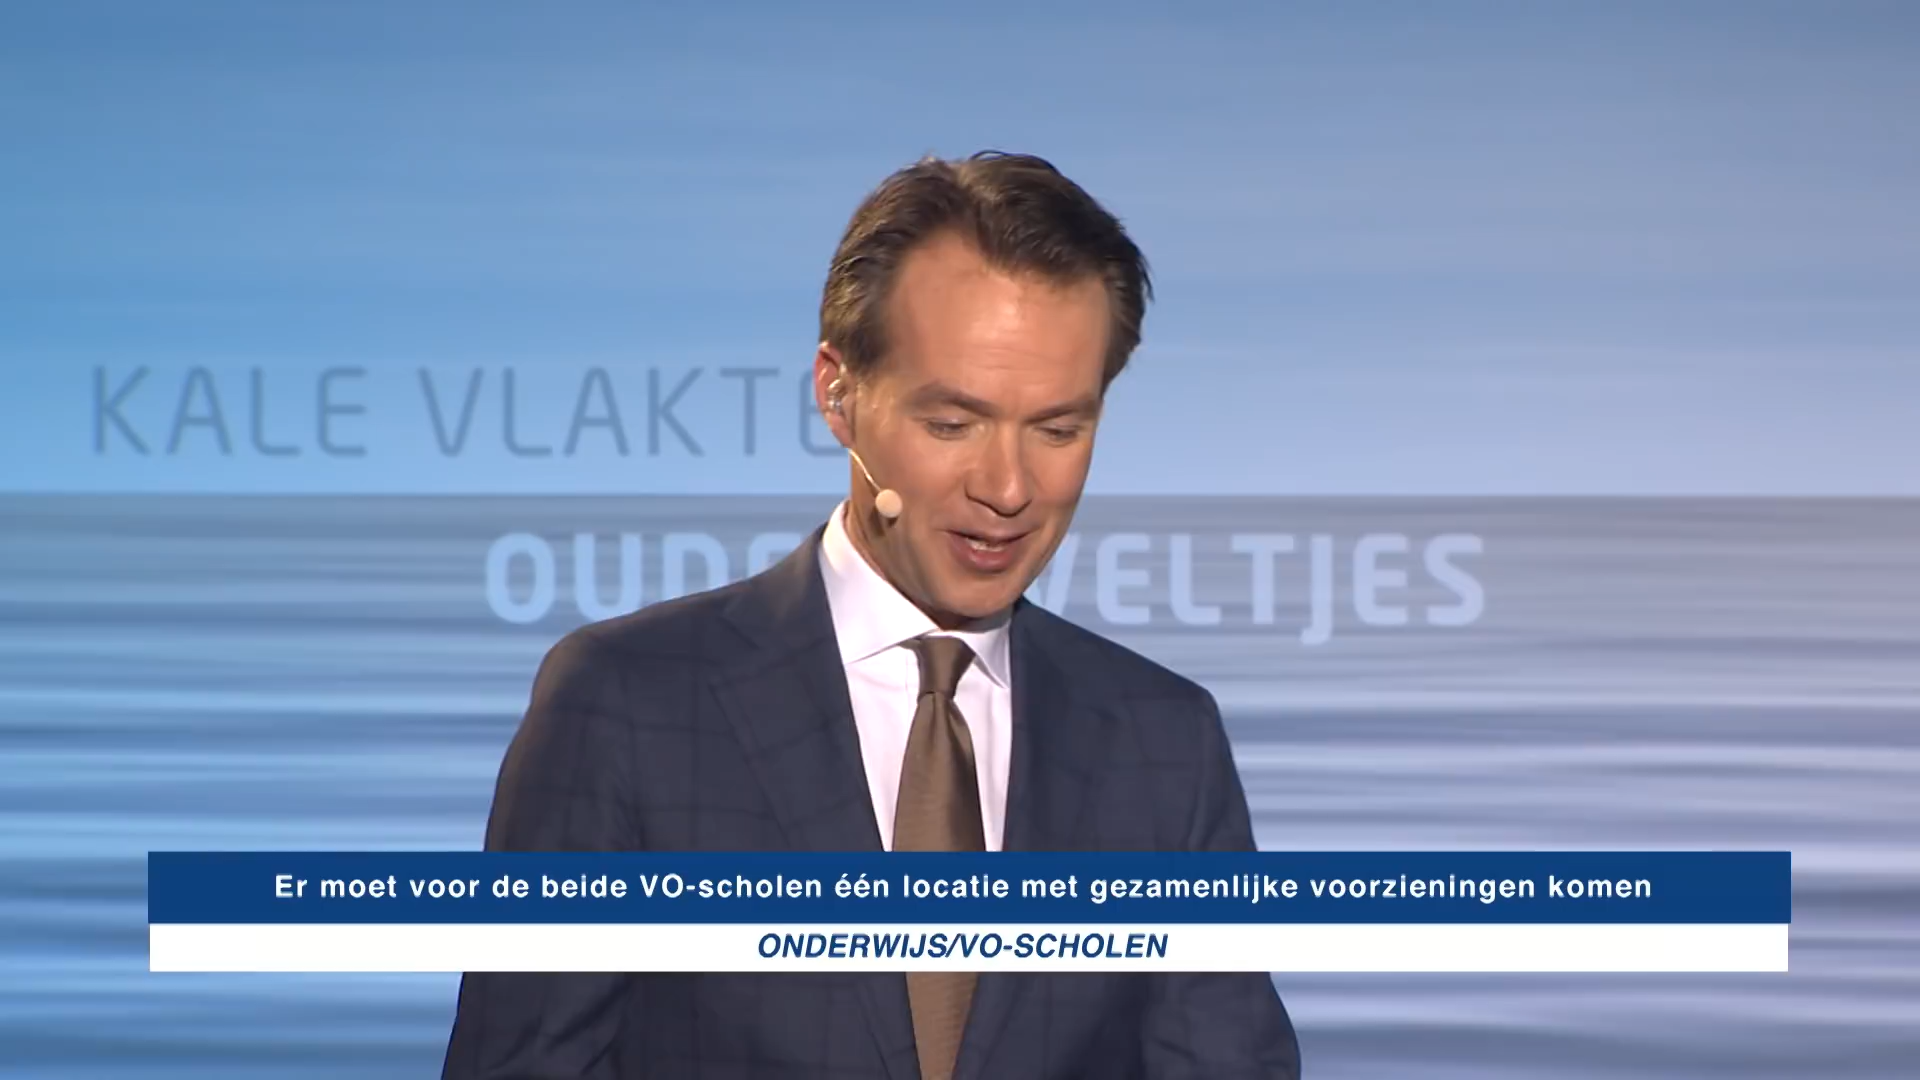 KALE VLAKTE
Er moet voor de beide VO-scholen één locatie met gezamenlijke voorzieningen komen
ONDERWIJS/VO-SCHOLEN